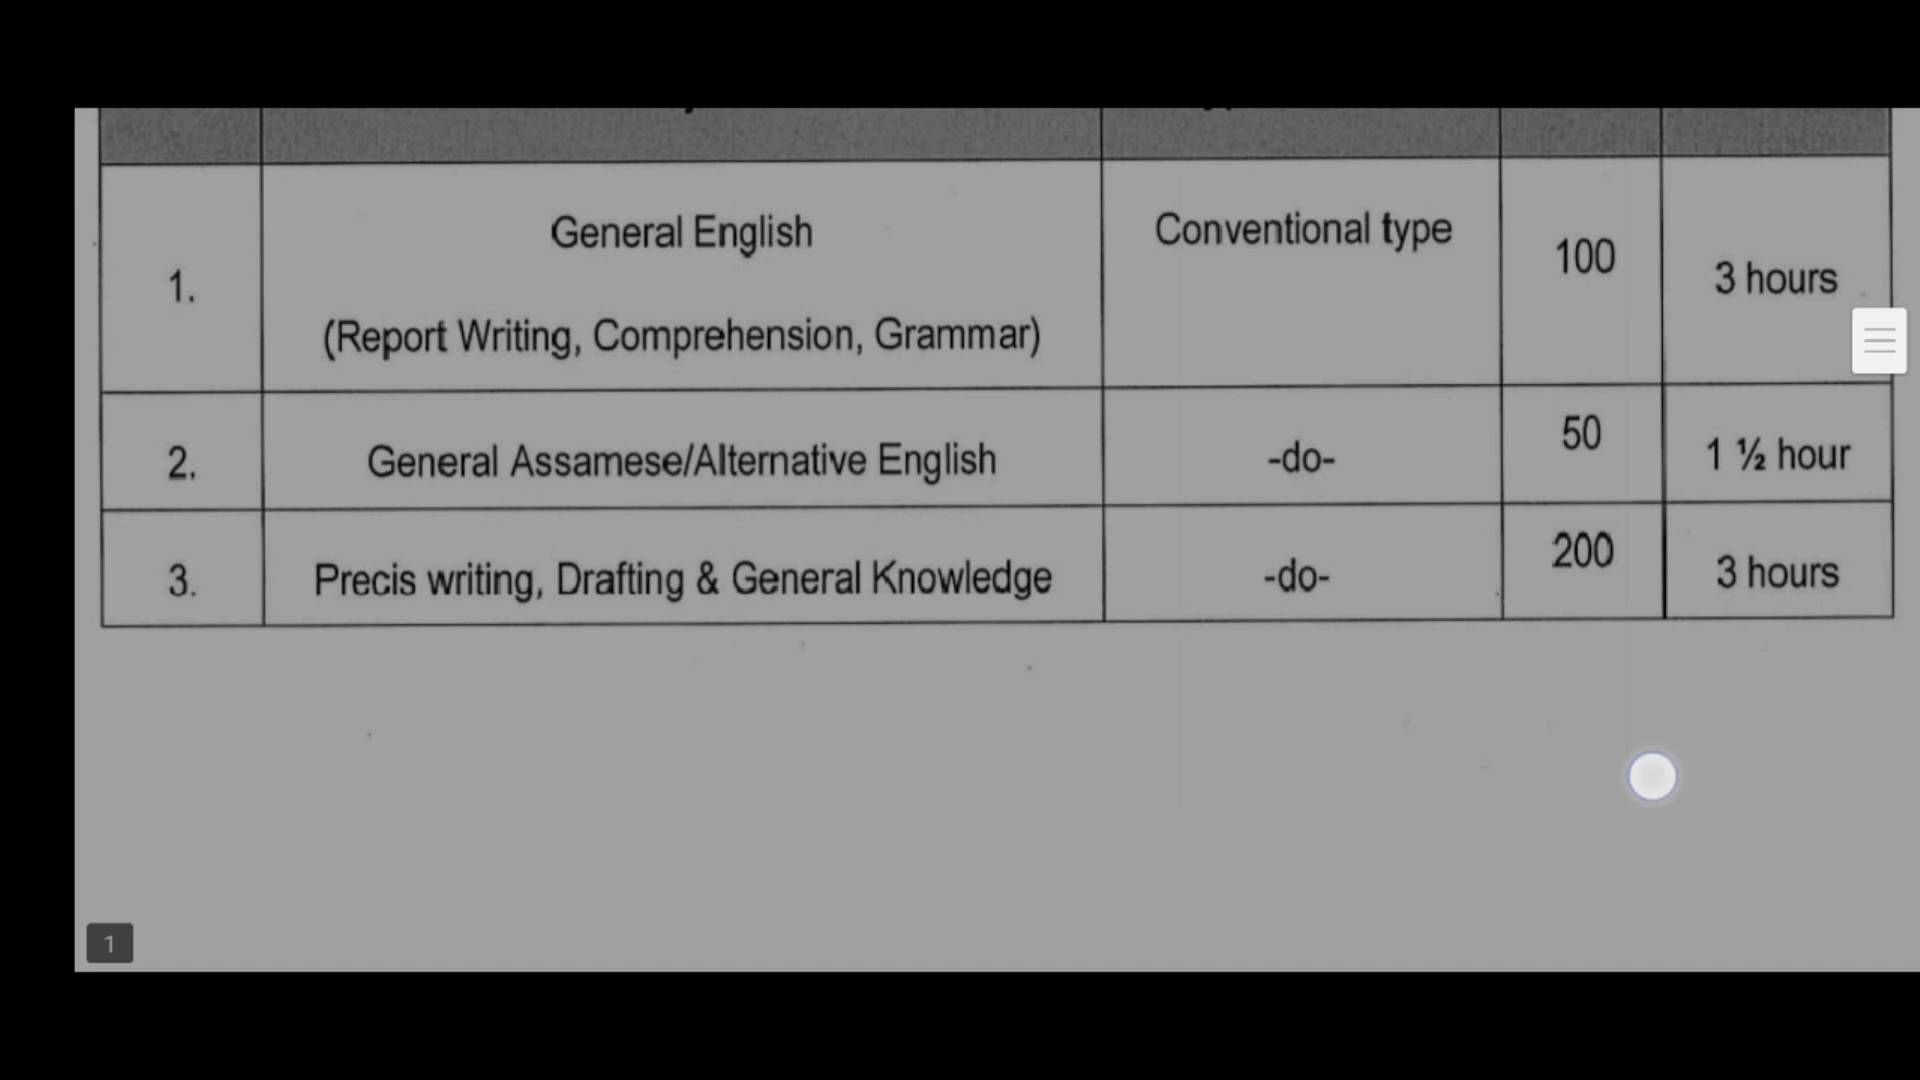 1.
General English
(Report Writing, Comprehension, Grammar)
Conventional type
100
3 hours
2.
General Assamese/Alternative English
-do-
50
1 ½ hour
3.
Precis writing, Drafting & General Knowledge
-do-
200
3 hours
1